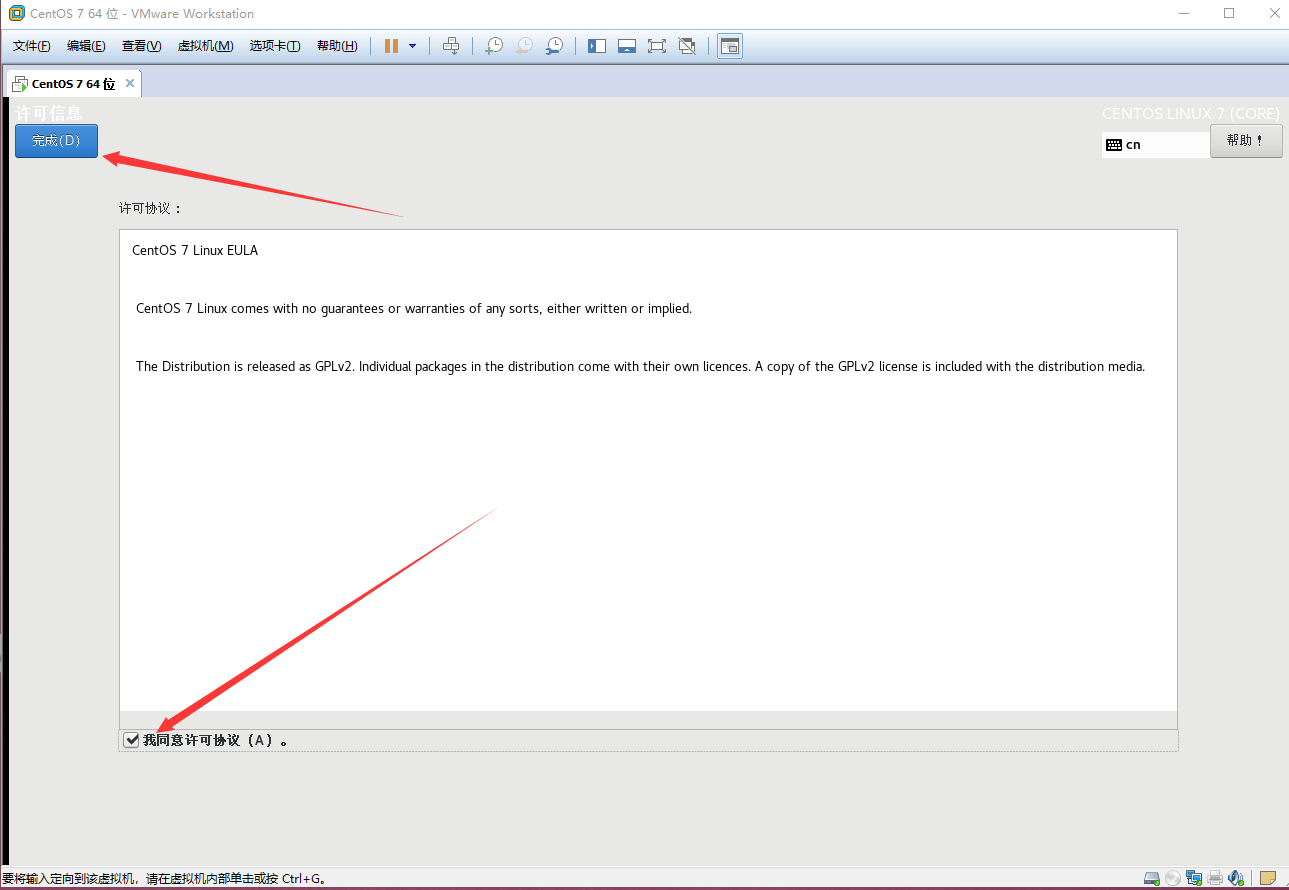 CentOS 7 64 位 - VMware Workstation
文件(F) 编辑(E) 查看(V) 虚拟机(M) 选项卡(T) 帮助(H)
CentOS 7 64 位
许可信息
CENTOS LINUX 7 (CORE)
完成(D)
cn
帮助！
许可协议：
CentOS 7 Linux EULA
CentOS 7 Linux comes with no guarantees or warranties of any sorts, either written or implied.
The Distribution is released as GPLv2. Individual packages in the distribution come with their own licences. A copy of the GPLv2 license is included with the distribution media.
我同意许可协议（A）。
要将输入定向到该虚拟机，请在虚拟机内部单击或按 Ctrl+G。